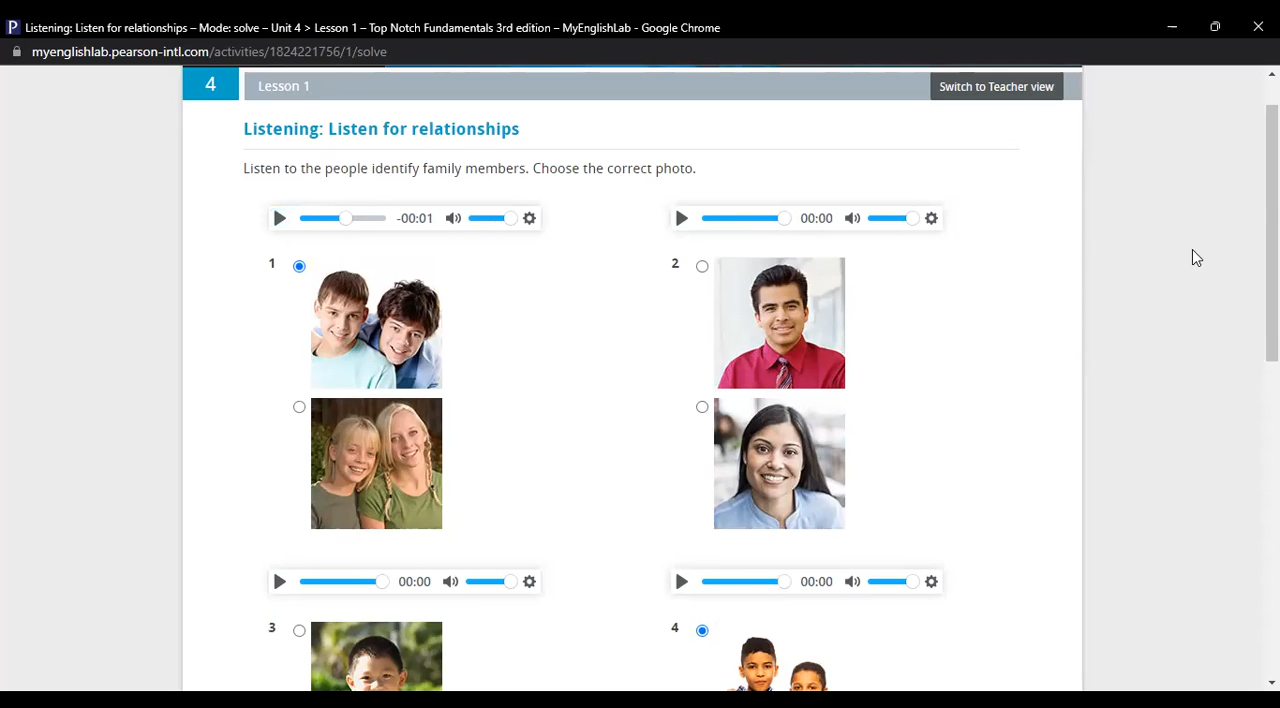 Listening: Listen for relationships – Mode: solve – Unit 4 > Lesson 1 – Top Notch Fundamentals 3rd edition – MyEnglishLab - Google Chrome
myenglishlab.pearson-intl.com/activities/1824221756/1/solve
4 Lesson 1 Switch to Teacher view
Listening: Listen for relationships
Listen to the people identify family members. Choose the correct photo.
-00:01 00:00
1 2
00:00 00:00
3 4